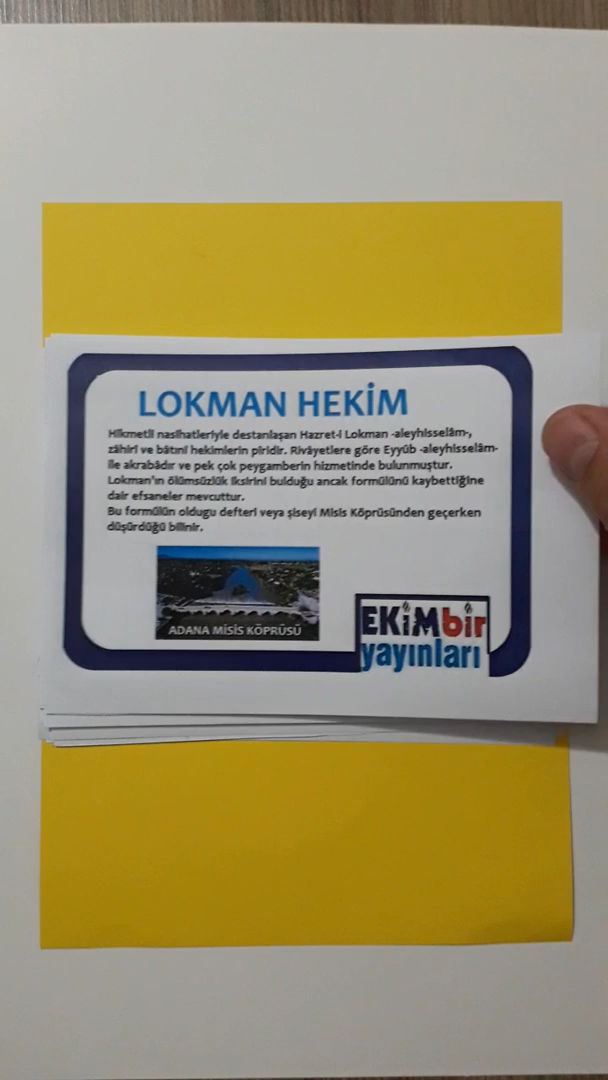 LOKMAN HEKİM
Hikmetli nasihatleriyle destanlaşan Hazret-i Lokman -aleyhisselâm-,
zâhirî ve bâtınî hekimlerin pîridir. Rivâyetlere göre Eyyûb -aleyhisselâm-
ile akrabâdır ve pek çok peygamberin hizmetinde bulunmuştur.
Lokman'ın ölümsüzlük iksirini bulduğu ancak formülünü kaybettiğine
dair efsaneler mevcuttur.
Bu formülün oldugu defteri veya şişeyi Misis Köprüsünden geçerken
düşürdüğü bilinir.
ADANA MİSİS KÖPRÜSÜ
EKİMbir
yayınları